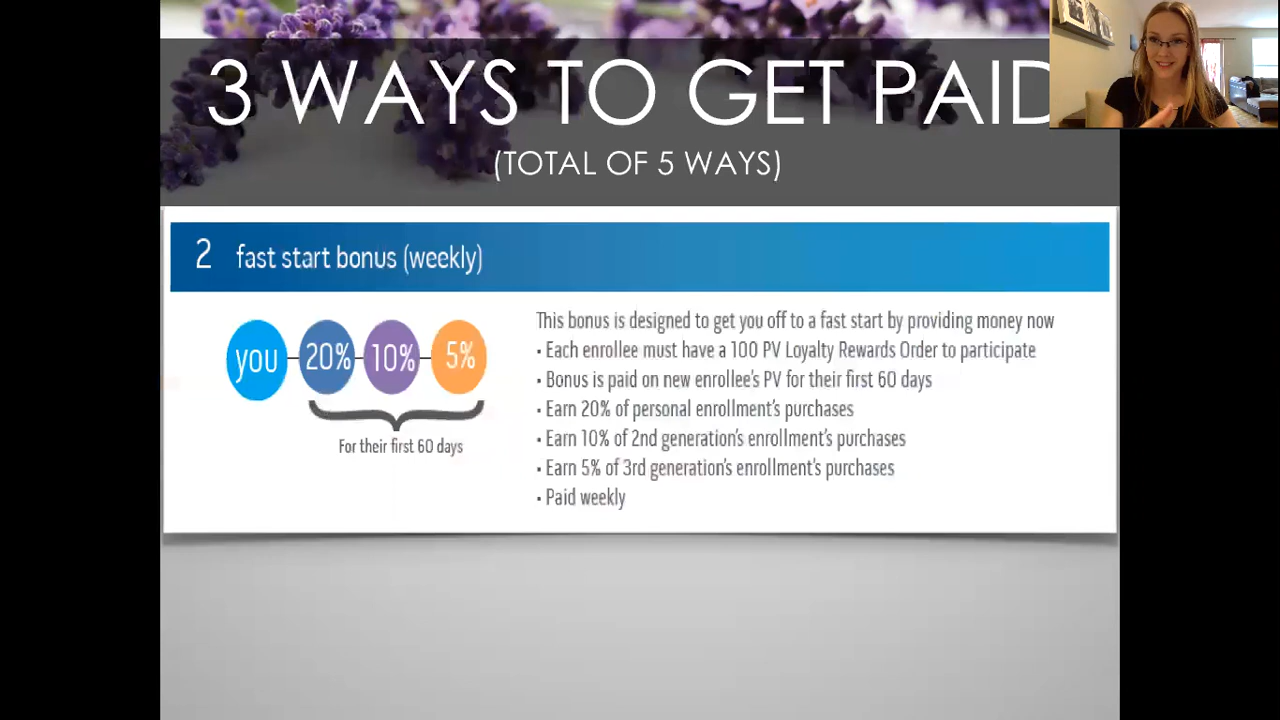 3 WAYS TO GET PAID
(TOTAL OF 5 WAYS)
2 fast start bonus (weekly)
you 20% 10% 5%
For their first 60 days
This bonus is designed to get you off to a fast start by providing money now
• Each enrollee must have a 100 PV Loyalty Rewards Order to participate
• Bonus is paid on new enrollee's PV for their first 60 days
• Earn 20% of personal enrollment's purchases
• Earn 10% of 2nd generation's enrollment's purchases
• Earn 5% of 3rd generation's enrollment's purchases
• Paid weekly